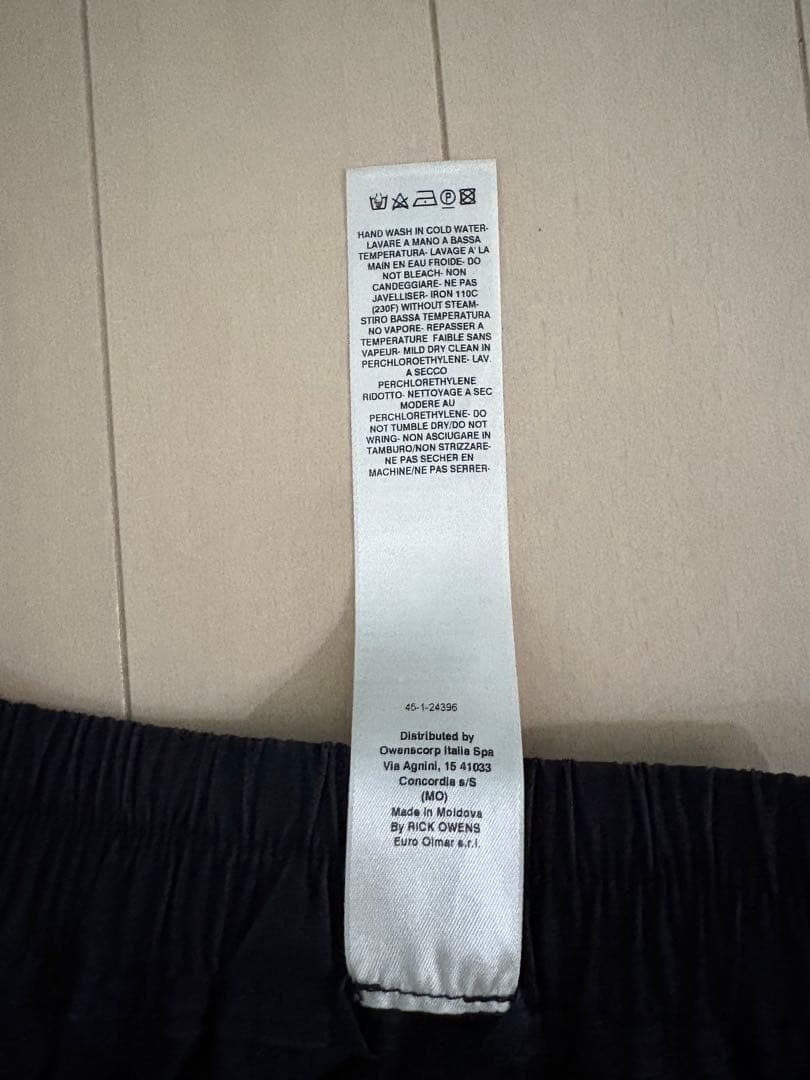 HAND WASH IN COLD WATER-
LAVARE A MANO A BASSA
TEMPERATURA- LAVAGE A' LA
MAIN EN EAU FROIDE- DO
NOT BLEACH- NON
CANDEGGIARE- NE PAS
JAVELLISER- IRON 110C
(230F) WITHOUT STEAM-
STIRO BASSA TEMPERATURA
NO VAPORE- REPASSER A
TEMPERATURE FAIBLE SANS
VAPEUR- MILD DRY CLEAN IN
PERCHLOROETHYLENE- LAV.
A SECCO
PERCHLORETHYLENE
RIDOTTO- NETTOYAGE A SEC
MODERE AU
PERCHLORETHYLENE- DO
NOT TUMBLE DRY/DO NOT
WRING- NON ASCIUGARE IN
TAMBURO/NON STRIZZARE-
NE PAS SECHER EN
MACHINE/NE PAS SERRER-
45-1-24396
Distributed by
Owenscorp Italia Spa
Via Agnini, 15 41033
Concordia s/S
(MO)
Made in Moldova
By RICK OWENS
Euro Olmar s.r.l.